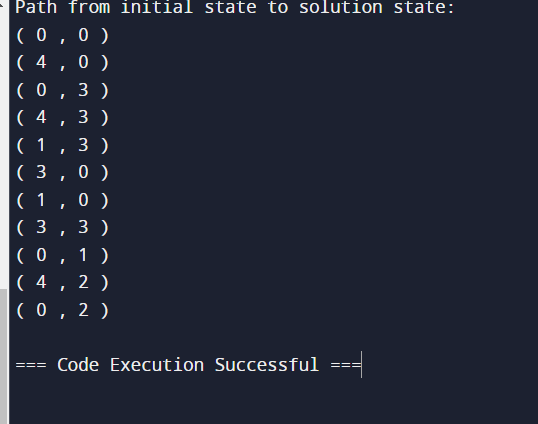 Path from initial state to solution state:
( 0 , 0 )
( 4 , 0 )
( 0 , 3 )
( 4 , 3 )
( 1 , 3 )
( 3 , 0 )
( 1 , 0 )
( 3 , 3 )
( 0 , 1 )
( 4 , 2 )
( 0 , 2 )
=== Code Execution Successful ===